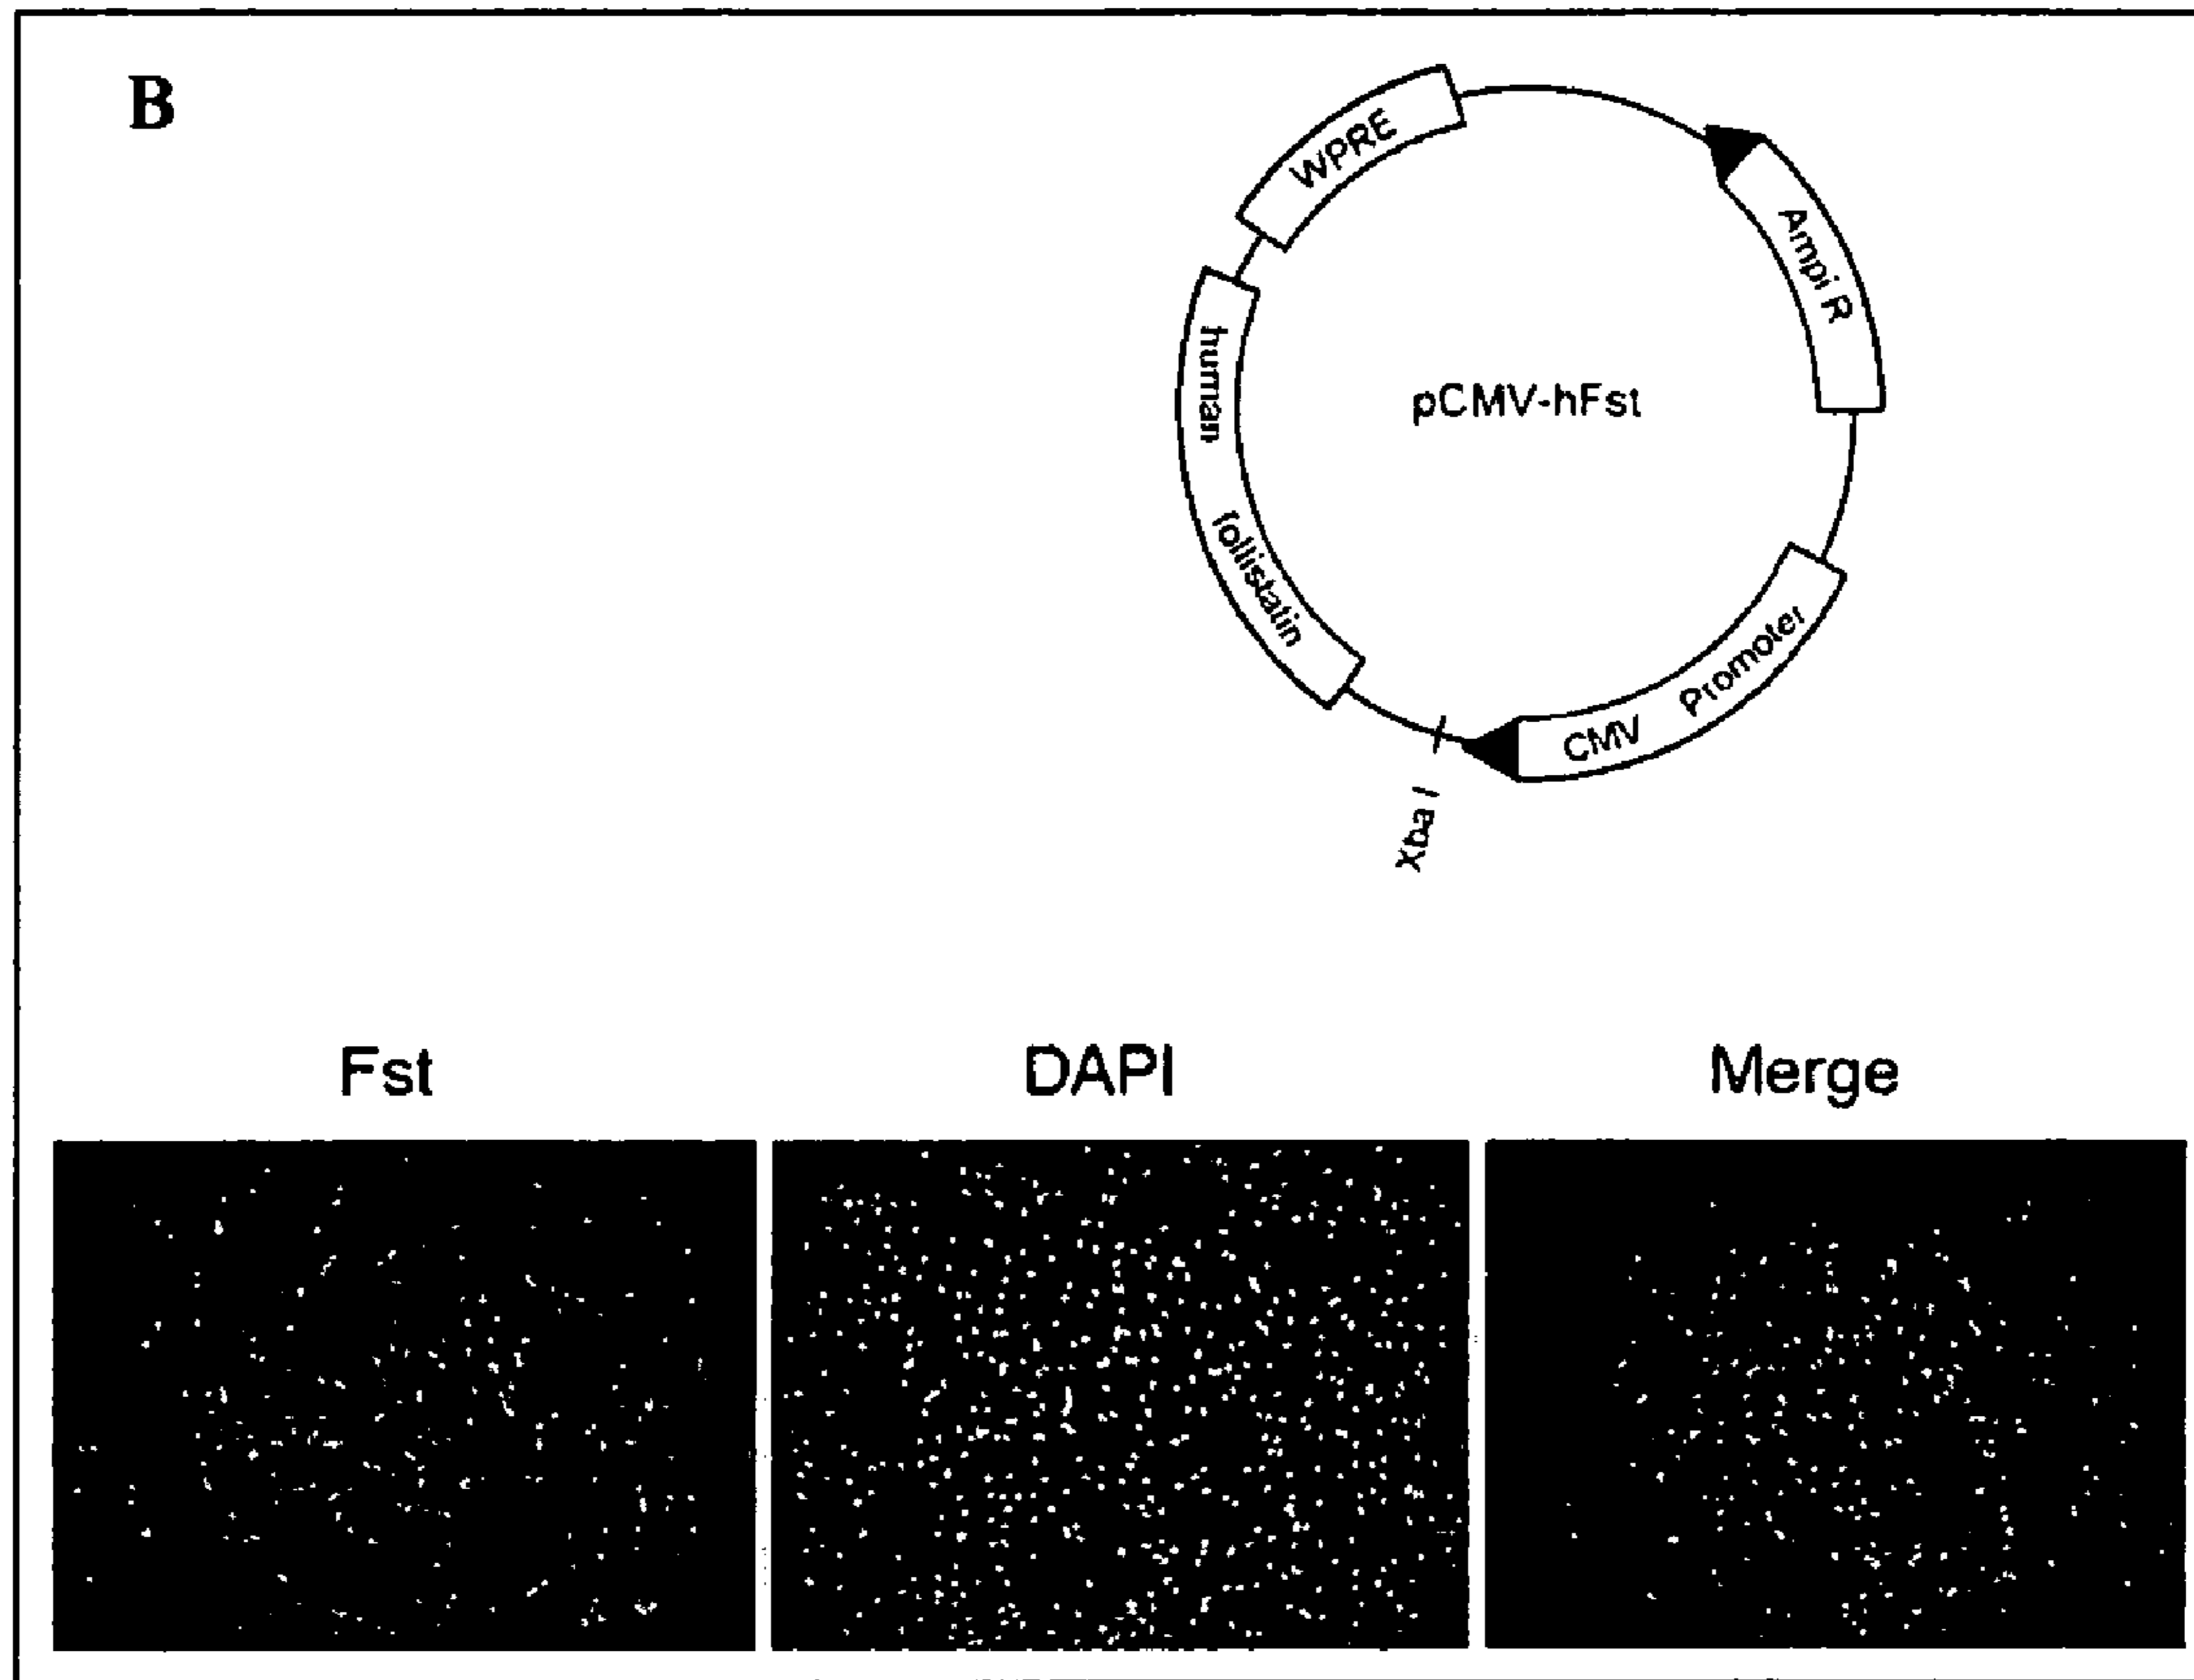 B
WPRE
Ampi R
human follistatin
pCMV-hFst
CMV Promoter
Xba I
Fst
DAPI
Merge